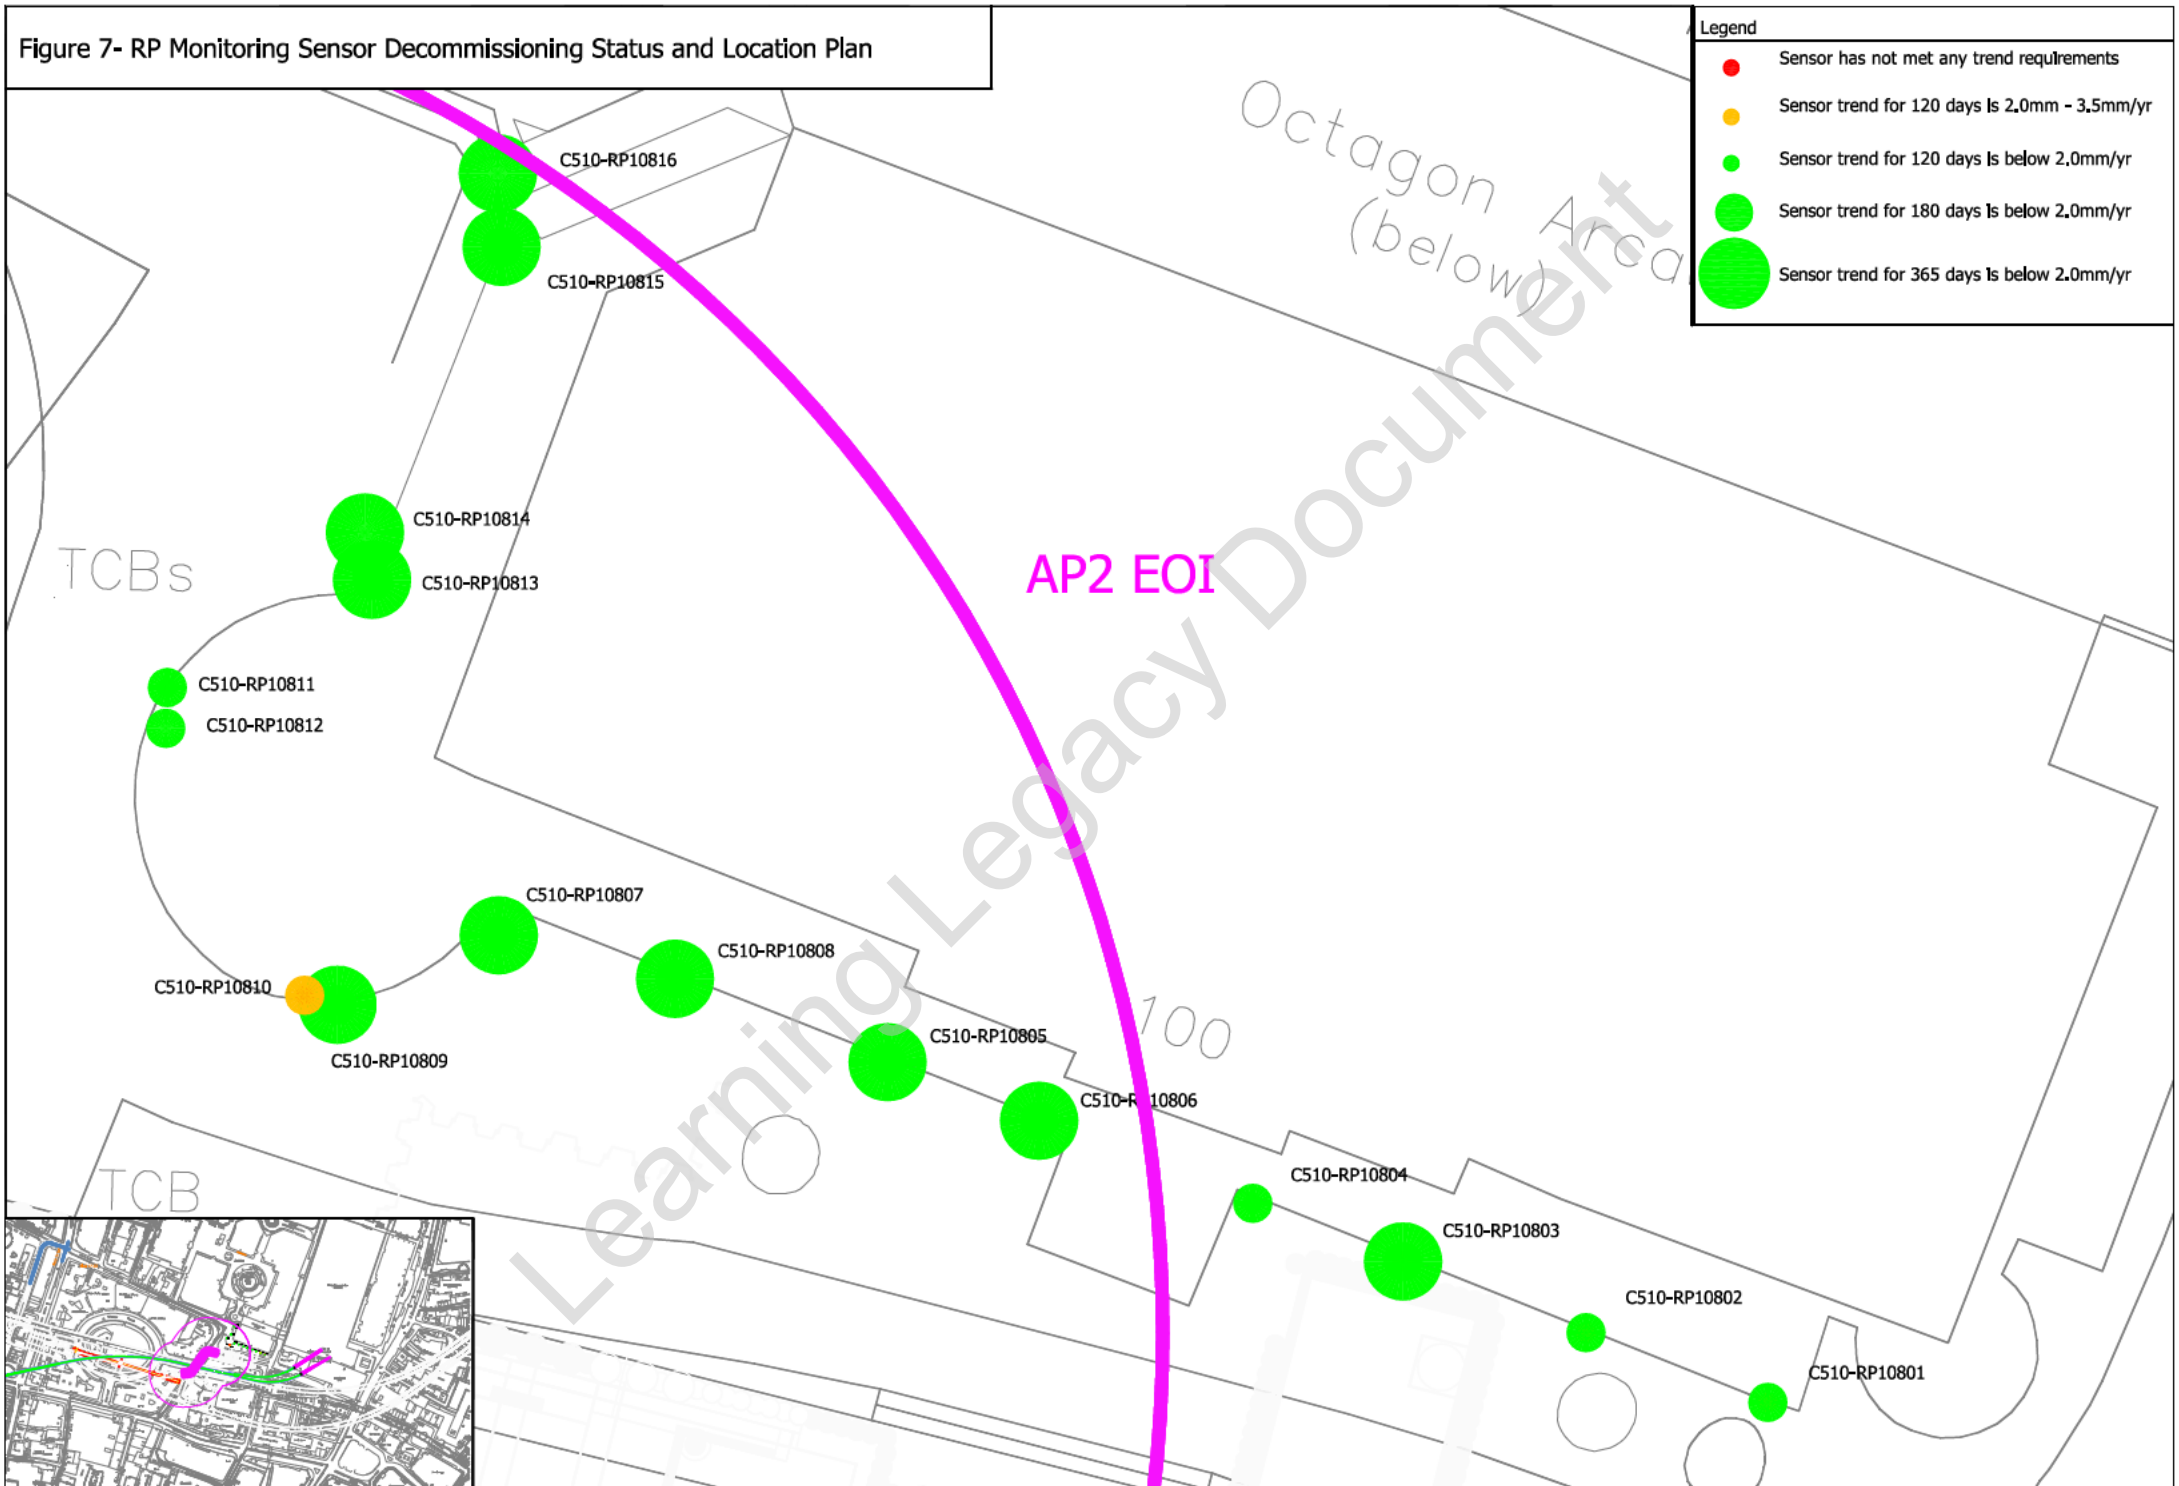 Figure 7- RP Monitoring Sensor Decommissioning Status and Location Plan
Legend
Sensor has not met any trend requirements
Sensor trend for 120 days is 2.0mm - 3.5mm/yr
Sensor trend for 120 days is below 2.0mm/yr
Sensor trend for 180 days is below 2.0mm/yr
Sensor trend for 365 days is below 2.0mm/yr
Octagon Arca
(below)
C510-RP10816
C510-RP10815
C510-RP10814
C510-RP10813
TCBs
AP2 EOI
C510-RP10811
C510-RP10812
C510-RP10807
C510-RP10808
C510-RP10810
C510-RP10809
C510-RP10805
100
C510-RP10806
C510-RP10804
TCB
C510-RP10803
C510-RP10802
C510-RP10801
Learning Legacy Document